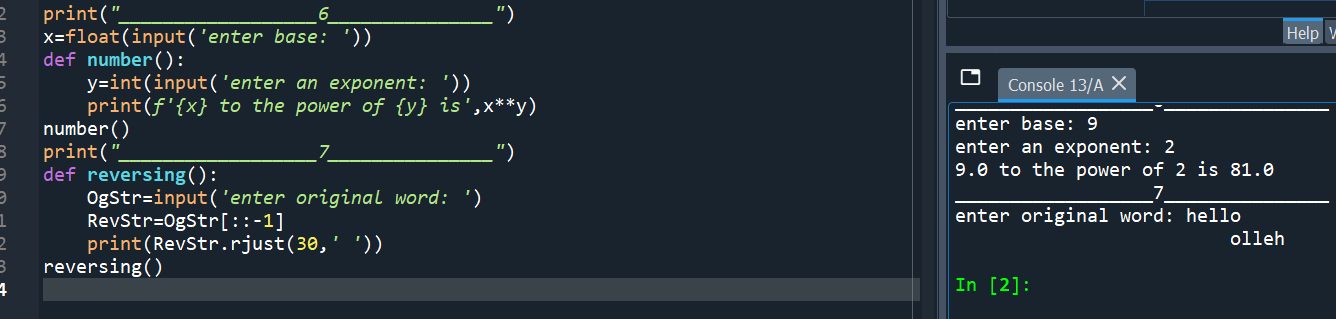 2 print("__________________6_______________")
3 x=float(input('enter base: '))
4 def number():
5     y=int(input('enter an exponent: '))
6     print(f'{x} to the power of {y} is',x**y)
7 number()
8 print("__________________7_______________")
9 def reversing():
0     OgStr=input('enter original word: ')
1     RevStr=OgStr[::-1]
2     print(RevStr.rjust(30,' '))
3 reversing()
4
Help
Console 13/A
enter base: 9
enter an exponent: 2
9.0 to the power of 2 is 81.0
__________________7_______________
enter original word: hello
                         olleh
In [2]: